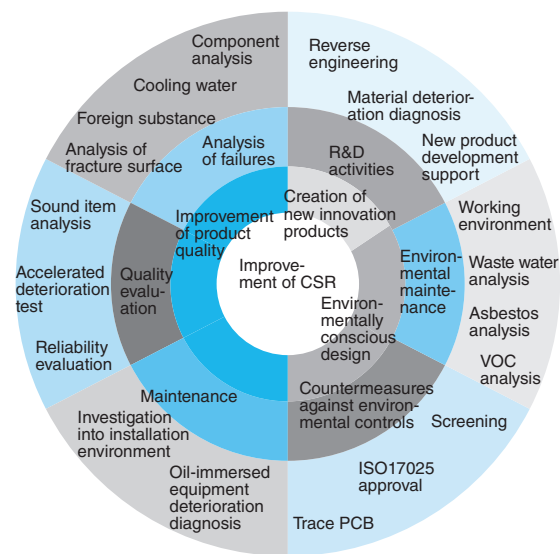 Component
analysis
Cooling water
Foreign substance
Analysis of
fracture surface
Reverse
engineering
Material deterior-
ation diagnosis
New product
development
support
Analysis
of failures
R&D
activities
Sound item
analysis
Accelerated
deterioration
test
Reliability
evaluation
Quality
evalu-
ation
Improvement
of product
quality
Creation of
new innovation
products
Improve-
ment of CSR
Environ-
mentally
conscious
design
Environ-
mental
mainte-
nance
Working
environment
Waste water
analysis
Asbestos
analysis
VOC
analysis
Maintenance
Countermeasures
against environ-
mental controls
Investigation
into installation
environment
Oil-immersed
equipment
deterioration
diagnosis
Screening
ISO17025
approval
Trace PCB